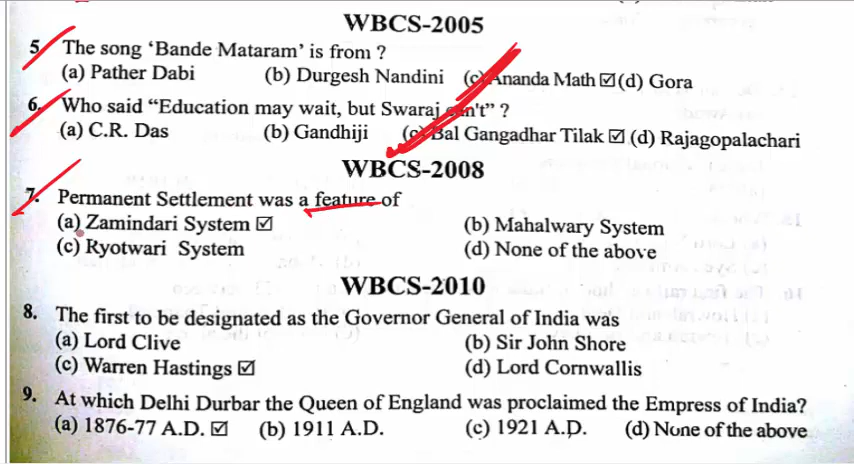 WBCS-2005
5. The song ‘Bande Mataram’ is from ?
(a) Pather Dabi (b) Durgesh Nandini (c) Ananda Math ☑ (d) Gora
6. Who said “Education may wait, but Swaraj can't” ?
(a) C.R. Das (b) Gandhiji (c) Bal Gangadhar Tilak ☑ (d) Rajagopalachari
WBCS-2008
7. Permanent Settlement was a feature of
(a) Zamindari System ☑ (b) Mahalwary System
(c) Ryotwari System (d) None of the above
WBCS-2010
8. The first to be designated as the Governor General of India was
(a) Lord Clive (b) Sir John Shore
(c) Warren Hastings ☑ (d) Lord Cornwallis
9. At which Delhi Durbar the Queen of England was proclaimed the Empress of India?
(a) 1876-77 A.D. ☑ (b) 1911 A.D. (c) 1921 A.D. (d) None of the above